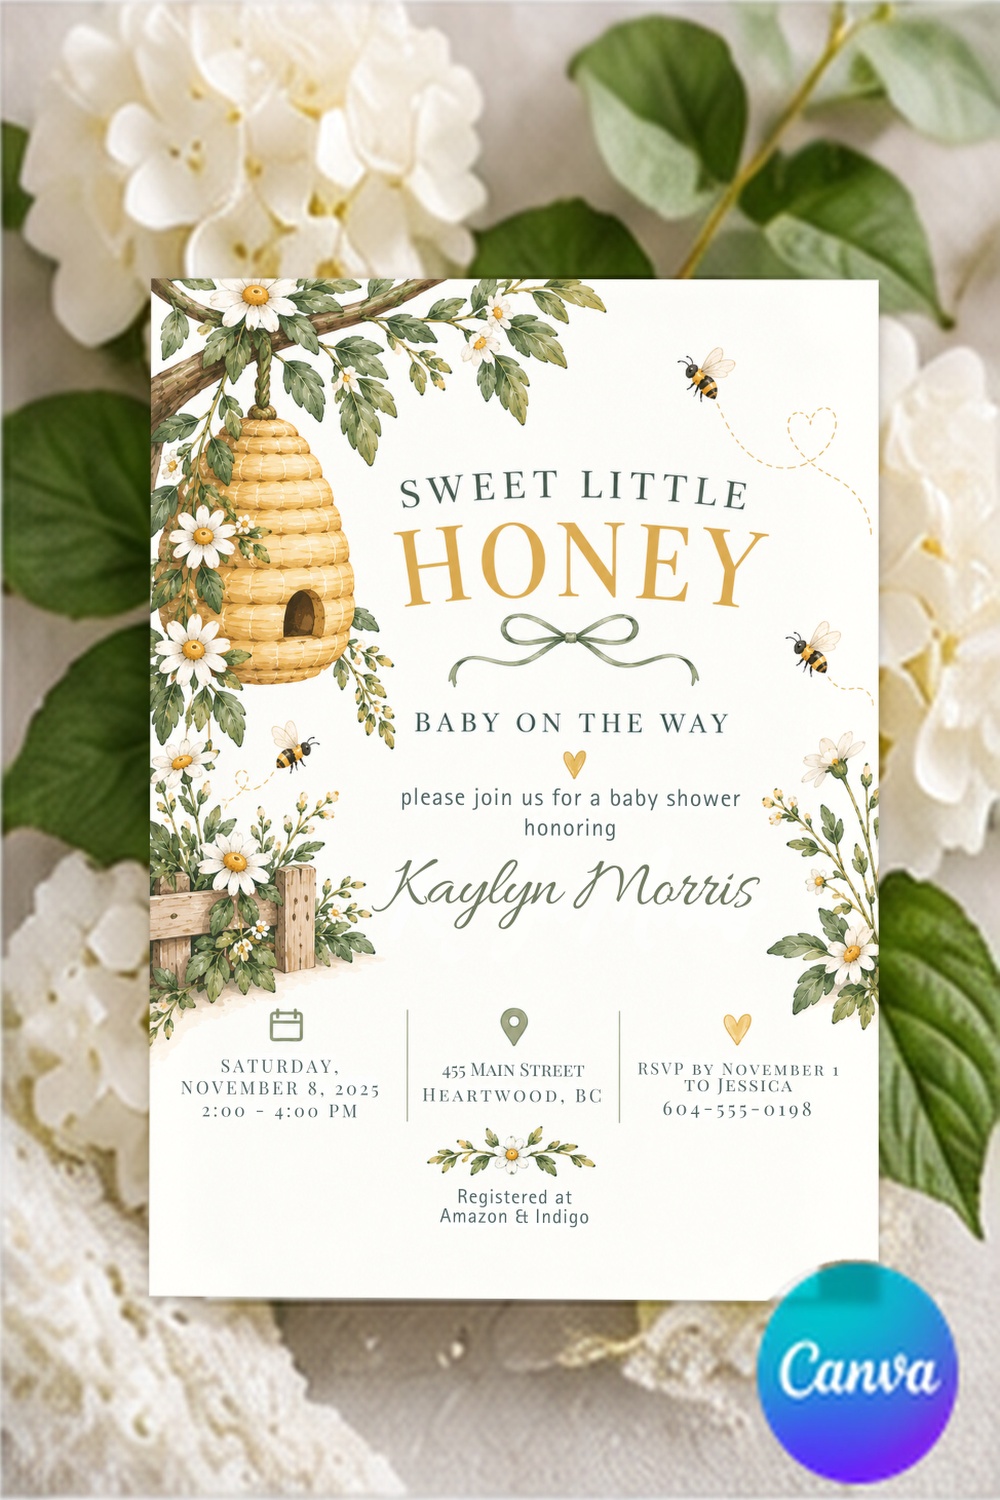 SWEET LITTLE
HONEY
BABY ON THE WAY
please join us for a baby shower
honoring
Kaylyn Morris
SATURDAY,
NOVEMBER 8, 2025
2:00 - 4:00 PM
455 MAIN STREET
HEARTWOOD, BC
RSVP BY NOVEMBER 1
TO JESSICA
604-555-0198
Registered at
Amazon & Indigo
Canva